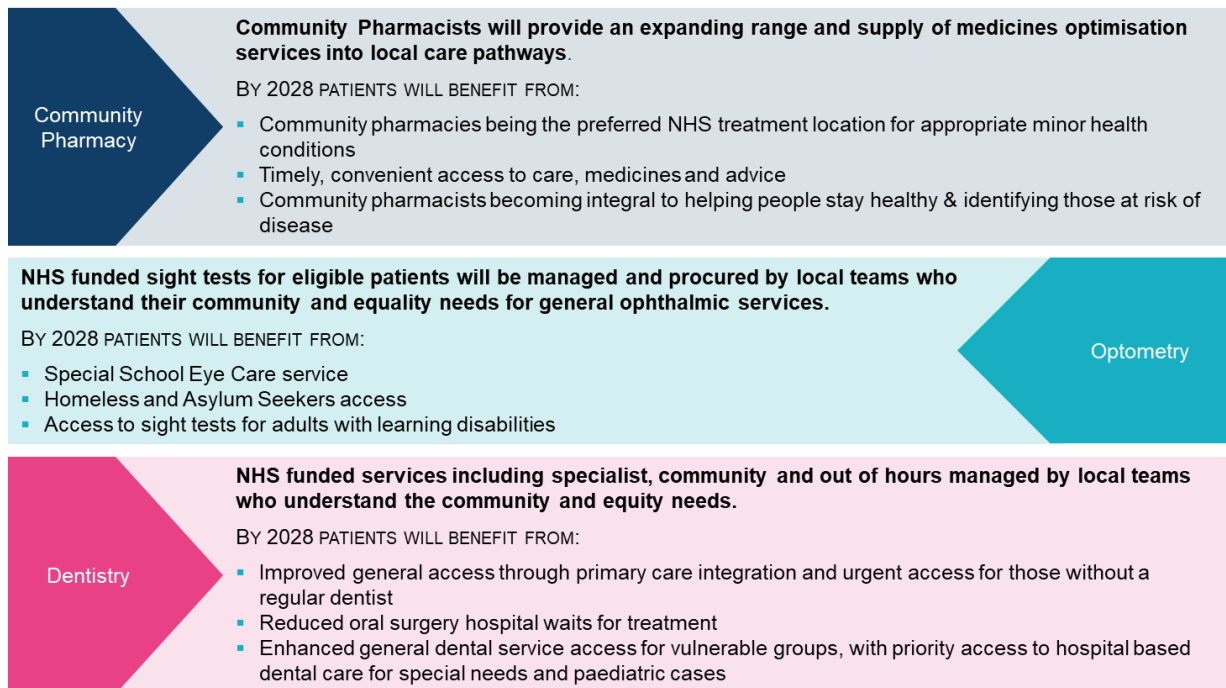 Community
Pharmacy
Community Pharmacists will provide an expanding range and supply of medicines optimisation
services into local care pathways.
BY 2028 PATIENTS WILL BENEFIT FROM:
▪ Community pharmacies being the preferred NHS treatment location for appropriate minor health
conditions
▪ Timely, convenient access to care, medicines and advice
▪ Community pharmacists becoming integral to helping people stay healthy & identifying those at risk of
disease
NHS funded sight tests for eligible patients will be managed and procured by local teams who
understand their community and equality needs for general ophthalmic services.
BY 2028 PATIENTS WILL BENEFIT FROM:
▪ Special School Eye Care service
▪ Homeless and Asylum Seekers access
▪ Access to sight tests for adults with learning disabilities
Optometry
Dentistry
NHS funded services including specialist, community and out of hours managed by local teams
who understand the community and equity needs.
BY 2028 PATIENTS WILL BENEFIT FROM:
▪ Improved general access through primary care integration and urgent access for those without a
regular dentist
▪ Reduced oral surgery hospital waits for treatment
▪ Enhanced general dental service access for vulnerable groups, with priority access to hospital based
dental care for special needs and paediatric cases